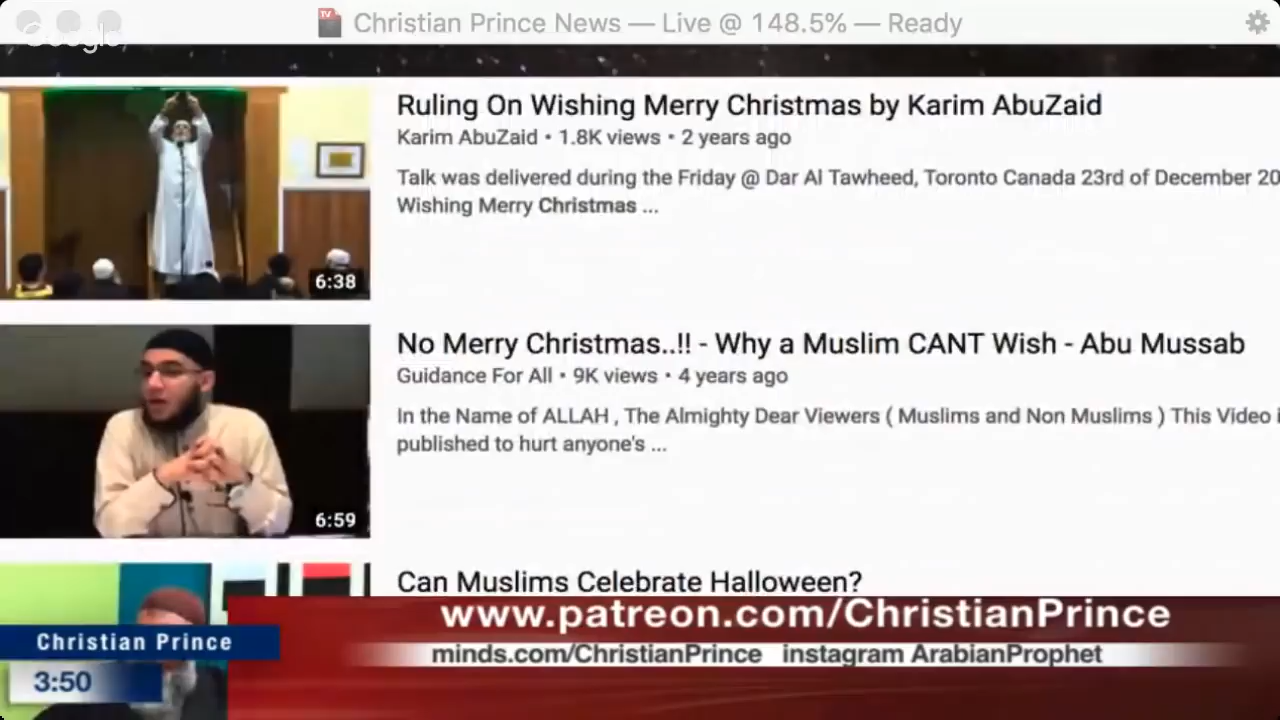 Christian Prince News — Live @ 148.5% — Ready
Google
Ruling On Wishing Merry Christmas by Karim AbuZaid
Karim AbuZaid • 1.8K views • 2 years ago
Talk was delivered during the Friday @ Dar Al Tawheed, Toronto Canada 23rd of December 20
Wishing Merry Christmas ...
6:38
No Merry Christmas..!! - Why a Muslim CANT Wish - Abu Mussab
Guidance For All • 9K views • 4 years ago
In the Name of ALLAH , The Almighty Dear Viewers ( Muslims and Non Muslims ) This Video i
published to hurt anyone's ...
6:59
Can Muslims Celebrate Halloween?
www.patreon.com/ChristianPrince
Christian Prince
minds.com/ChristianPrince instagram ArabianProphet
3:50